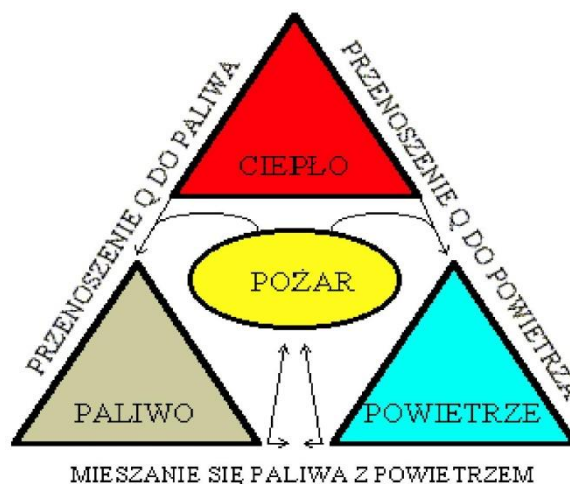 PRZENOSZENIE Q DO PALIWA
PRZENOSZENIE Q DO POWIETRZA
CIEPŁO
POŻAR
PALIWO
POWIETRZE
MIESZANIE SIĘ PALIWA Z POWIETRZEM